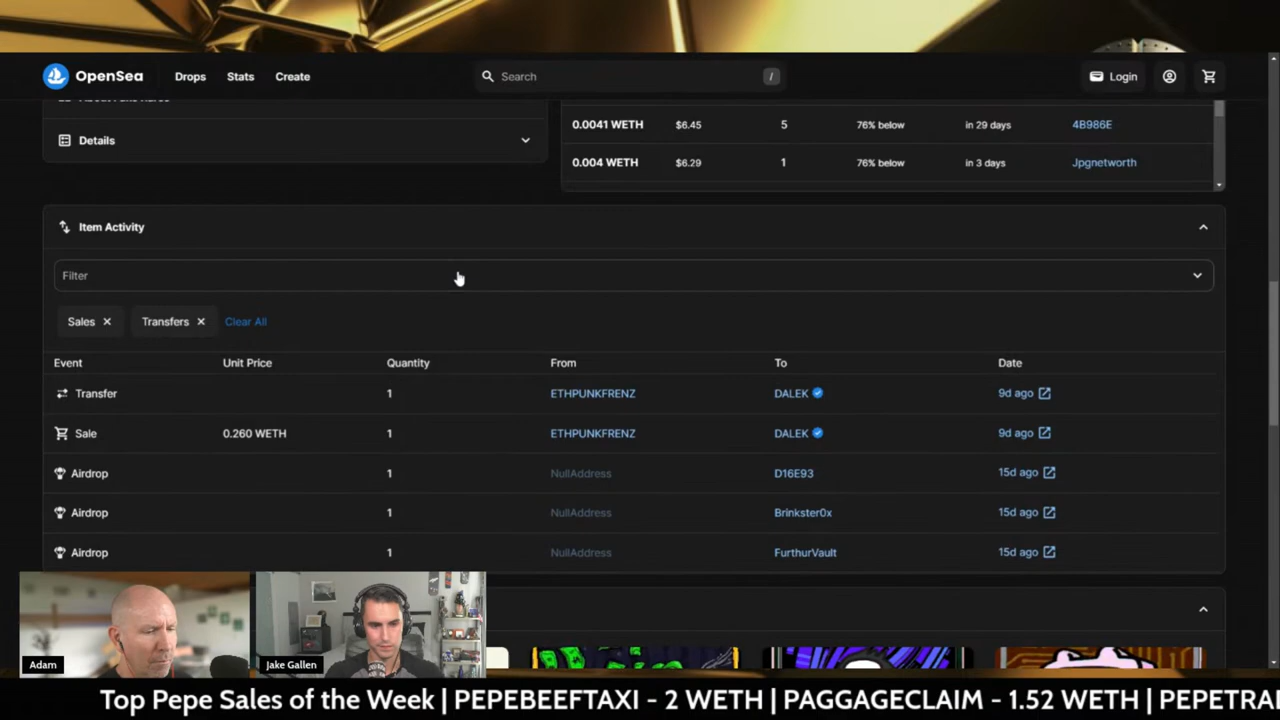 OpenSea Drops Stats Create Search / Login
Details
0.0041 WETH $6.45 5 76% below in 29 days 4B986E
0.004 WETH $6.29 1 76% below in 3 days Jpgnetworth
Item Activity
Filter
Sales × Transfers × Clear All
Event Unit Price Quantity From To Date
Transfer 1 ETHPUNKFRENZ DALEK 9d ago
Sale 0.260 WETH 1 ETHPUNKFRENZ DALEK 9d ago
Airdrop 1 NullAddress D16E93 15d ago
Airdrop 1 NullAddress Brinkster0x 15d ago
Airdrop 1 NullAddress FurthurVault 15d ago
Adam
Jake Gallen
Top Pepe Sales of the Week | PEPEBEEFTAXI - 2 WETH | PAGGAGECLAIM - 1.52 WETH | PEPETRA